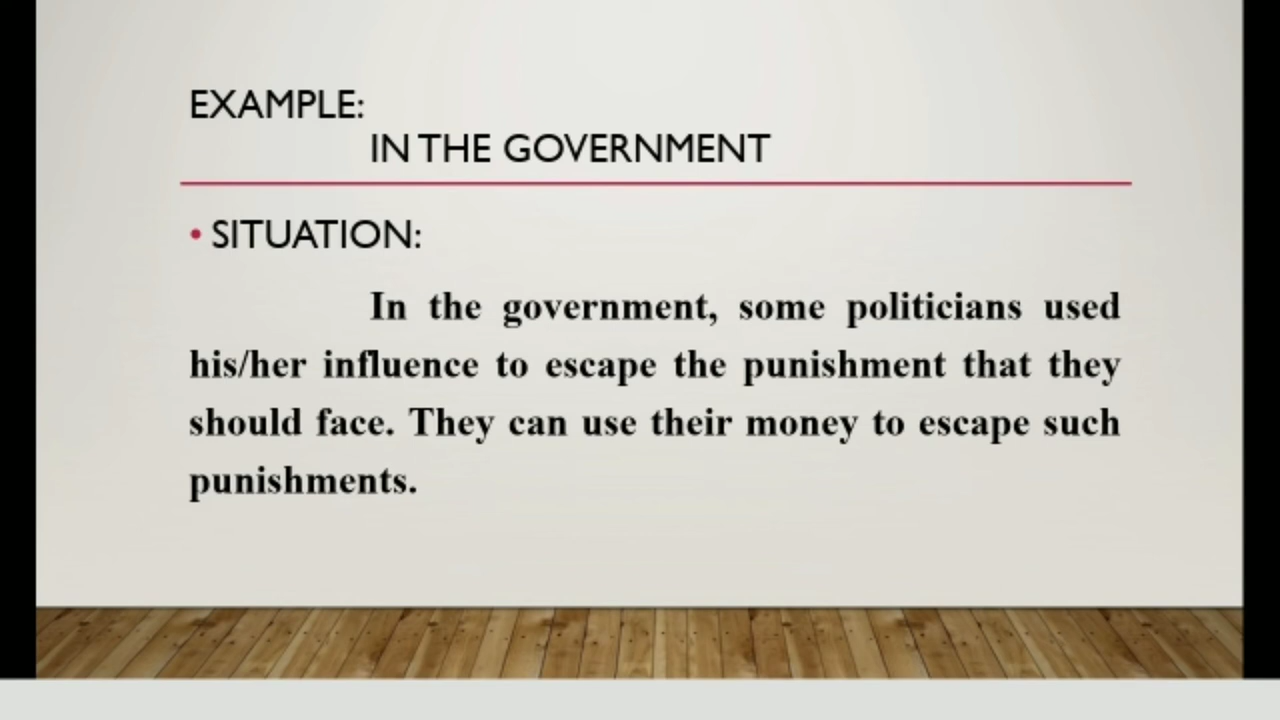 EXAMPLE:
IN THE GOVERNMENT
• SITUATION:
In the government, some politicians used
his/her influence to escape the punishment that they
should face. They can use their money to escape such
punishments.